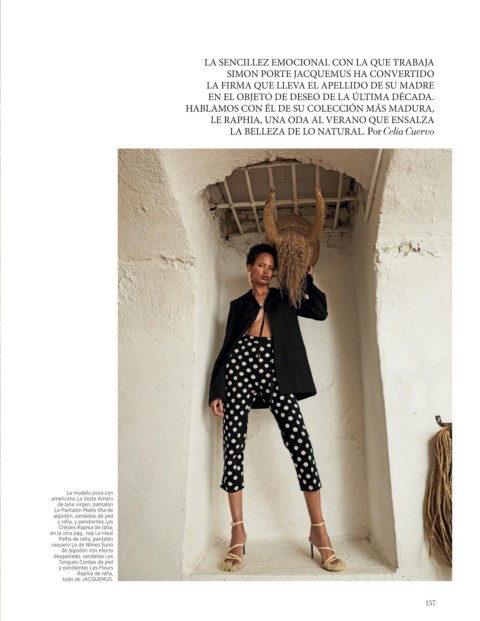 LA SENCILLEZ EMOCIONAL CON LA QUE TRABAJA
SIMON PORTE JACQUEMUS HA CONVERTIDO
LA FIRMA QUE LLEVA EL APELLIDO DE SU MADRE
EN EL OBJETO DE DESEO DE LA ÚLTIMA DÉCADA.
HABLAMOS CON ÉL DE SU COLECCIÓN MÁS MADURA,
LE RAPHIA, UNA ODA AL VERANO QUE ENSALZA
LA BELLEZA DE LO NATURAL. Por Celia Cuervo
La modelo posa con
americana La Veste Amaro
de lana virgen, pantalón
Le Pantalon Maille Ilha de
algodón, sandalias de piel
y rafia, y pendientes Les
Créoles Raphia de rafia;
en la otra pág., top Le Haut
Palha de rafia, pantalón
vaquero Le de Nîmes Suno
de algodón con efecto
desgastado, sandalias Les
Tongues Cordao de piel
y pendientes Les Fleurs
Raphia de rafia,
todo de JACQUEMUS.
157